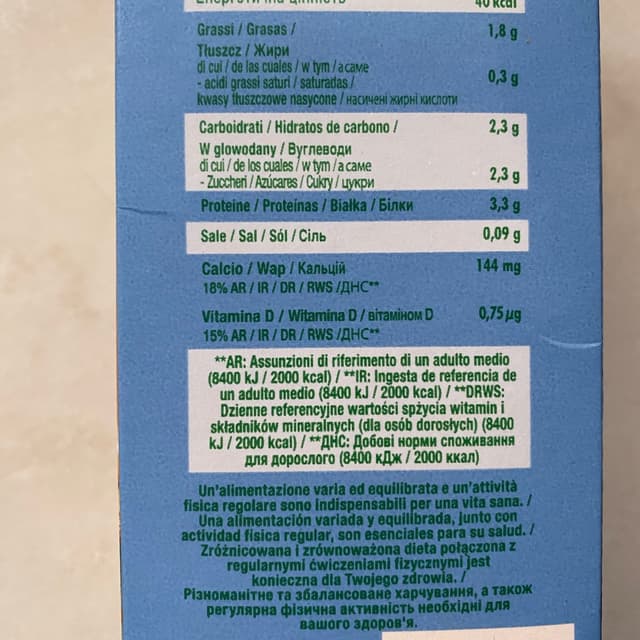 40 kcal
Grassi / Grasas / 1,8 g
Tłuszcz / Жири
di cui / de las cuales / w tym / а саме
- acidi grassi saturi / saturadas / 0,3 g
kwasy tłuszczowe nasycone / насичені жирні кислоти
Carboidrati / Hidratos de carbono / 2,3 g
W glowodany / Вуглеводи
di cui / de los cuales / w tym / а саме
- Zuccheri / Azúcares / Cukry / цукри 2,3 g
Proteine / Proteínas / Białka / Білки 3,3 g
Sale / Sal / Sól / Сіль 0,09 g
Calcio / Wap / Кальцій 144 mg
18% AR / IR / DR / RWS /ДНС**
Vitamina D / Witamina D / вітаміном D 0,75 µg
15% AR / IR / DR / RWS /ДНС**
**AR: Assunzioni di riferimento di un adulto medio
(8400 kJ / 2000 kcal) / **IR: Ingesta de referencia de
un adulto medio (8400 kJ / 2000 kcal) / **DRWS:
Dzienne referencyjne wartości spżycia witamin i
składników mineralnych (dla osób dorosłych) (8400
kJ / 2000 kcal) / **ДНС: Добові норми споживання
для дорослого (8400 кДж / 2000 ккал)
Un'alimentazione varia ed equilibrata e un'attività
fisica regolare sono indispensabili per una vita sana. /
Una alimentación variada y equilibrada, junto con
actividad física regular, son esenciales para su salud. /
Zróżnicowana i zrównoważona dieta połączona z
regularnymi ćwiczeniami fizycznymi jest
konieczna dla Twojego zdrowia. /
Різноманітне та збалансоване харчування, а також
регулярна фізична активність необхідні для
вашого здоров'я.